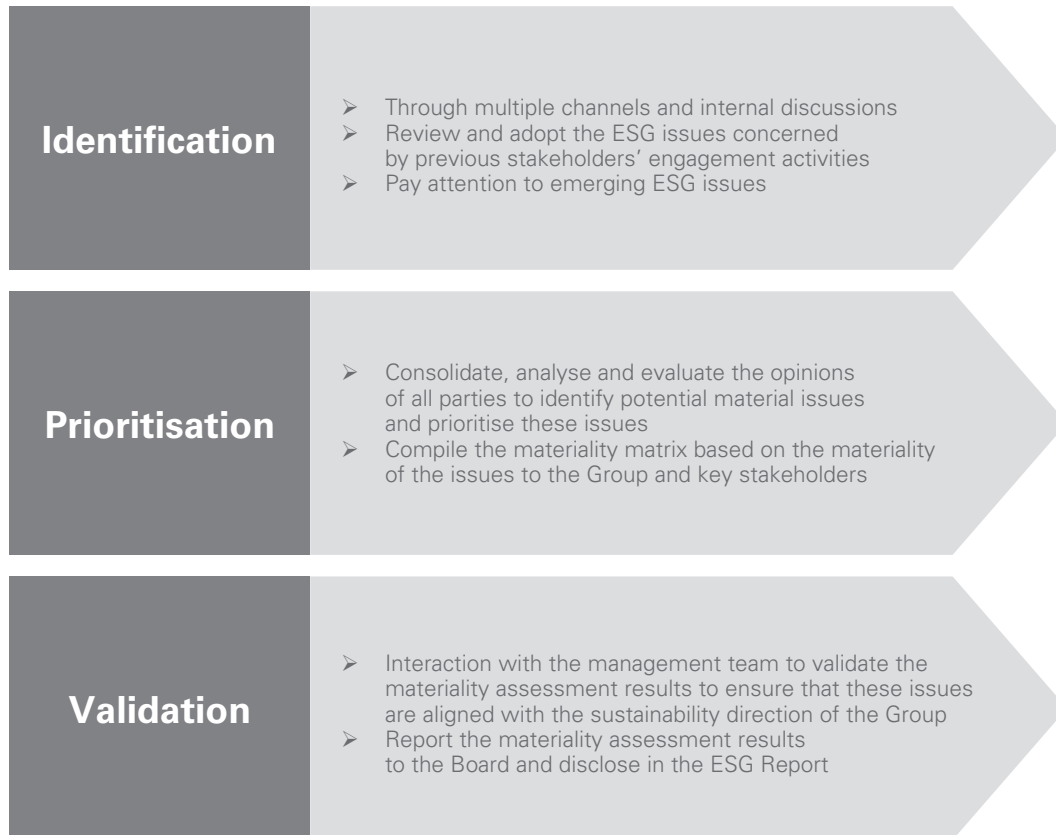 Identification
➢ Through multiple channels and internal discussions
➢ Review and adopt the ESG issues concerned
by previous stakeholders’ engagement activities
➢ Pay attention to emerging ESG issues
Prioritisation
➢ Consolidate, analyse and evaluate the opinions
of all parties to identify potential material issues
and prioritise these issues
➢ Compile the materiality matrix based on the materiality
of the issues to the Group and key stakeholders
Validation
➢ Interaction with the management team to validate the
materiality assessment results to ensure that these issues
are aligned with the sustainability direction of the Group
➢ Report the materiality assessment results
to the Board and disclose in the ESG Report